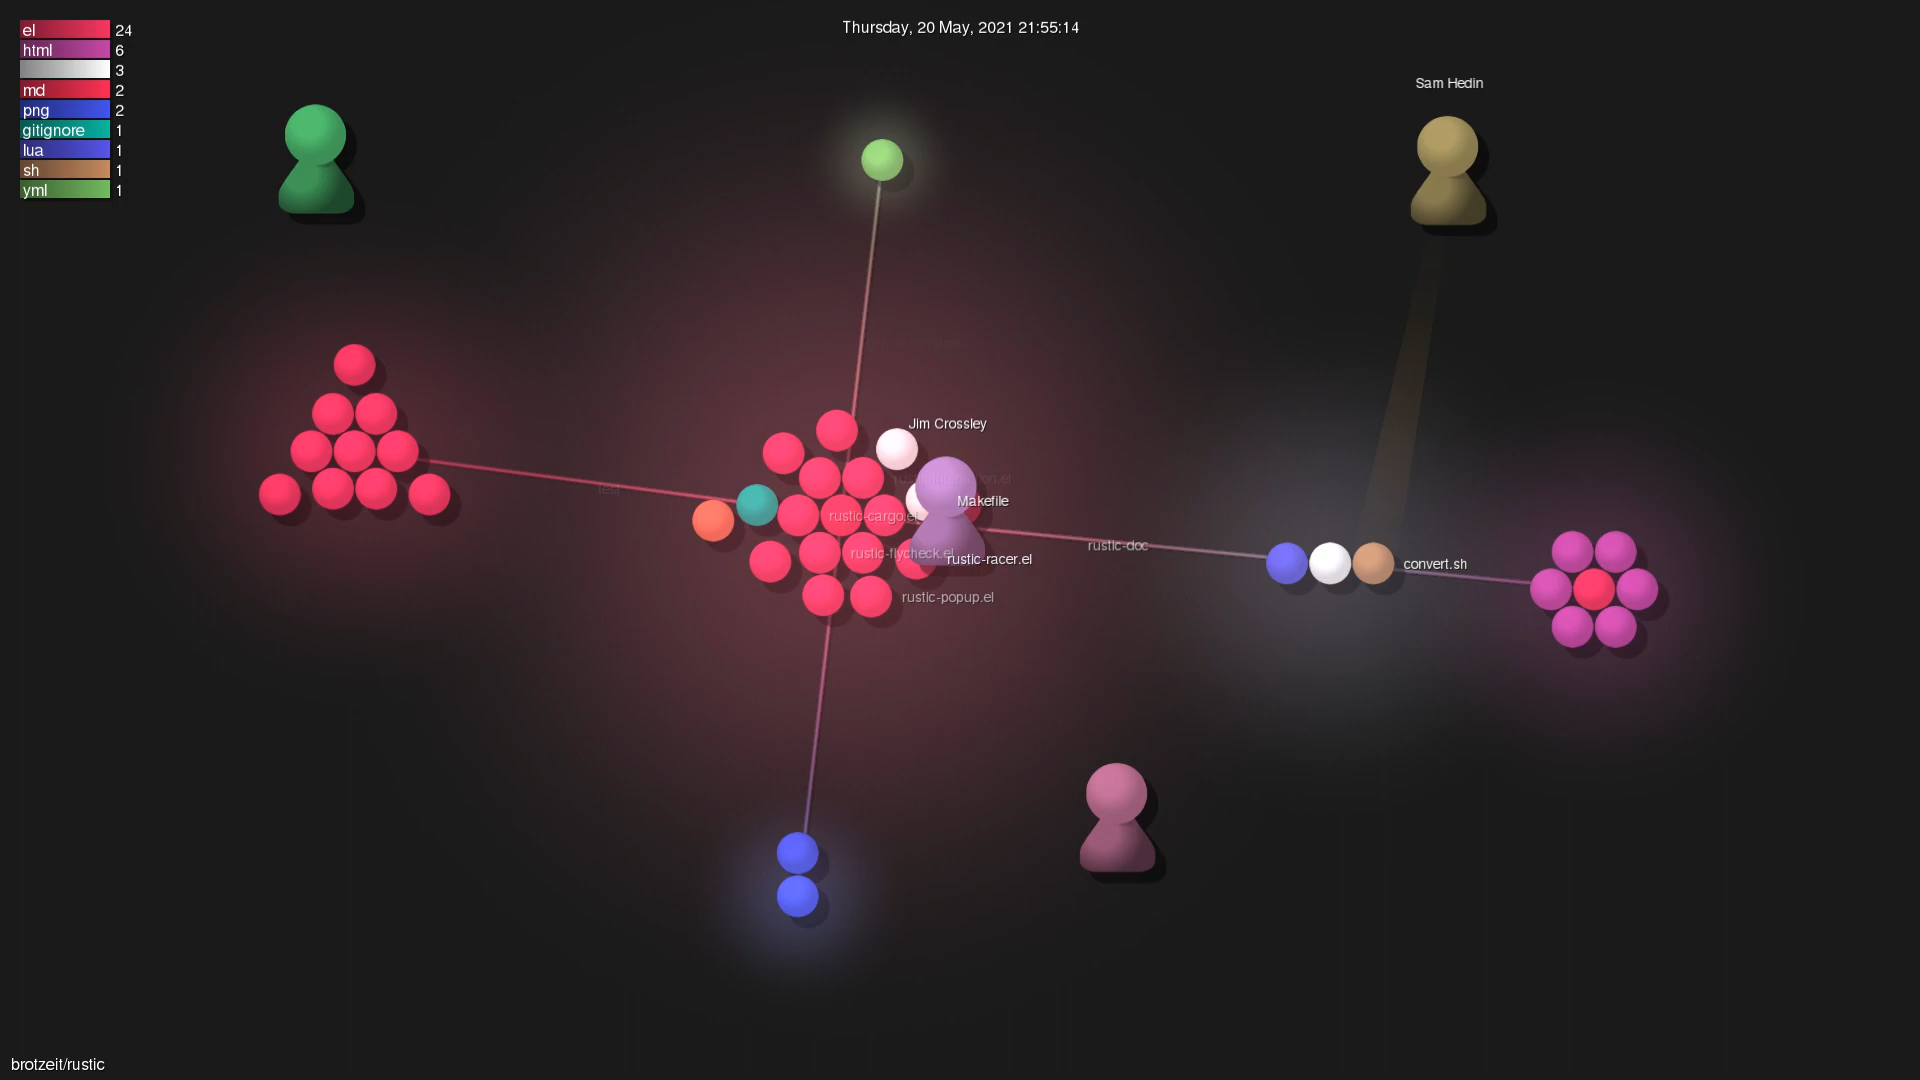 Thursday, 20 May, 2021 21:55:14
el 24
html 6
3
md 2
png 2
gitignore 1
lua 1
sh 1
yml 1
Sam Hedin
Jim Crossley
Makefile
test
rustic-cargo.el
rustic-doc
rustic-flycheck.el
rustic-racer.el
convert.sh
rustic-popup.el
brotzeit/rustic